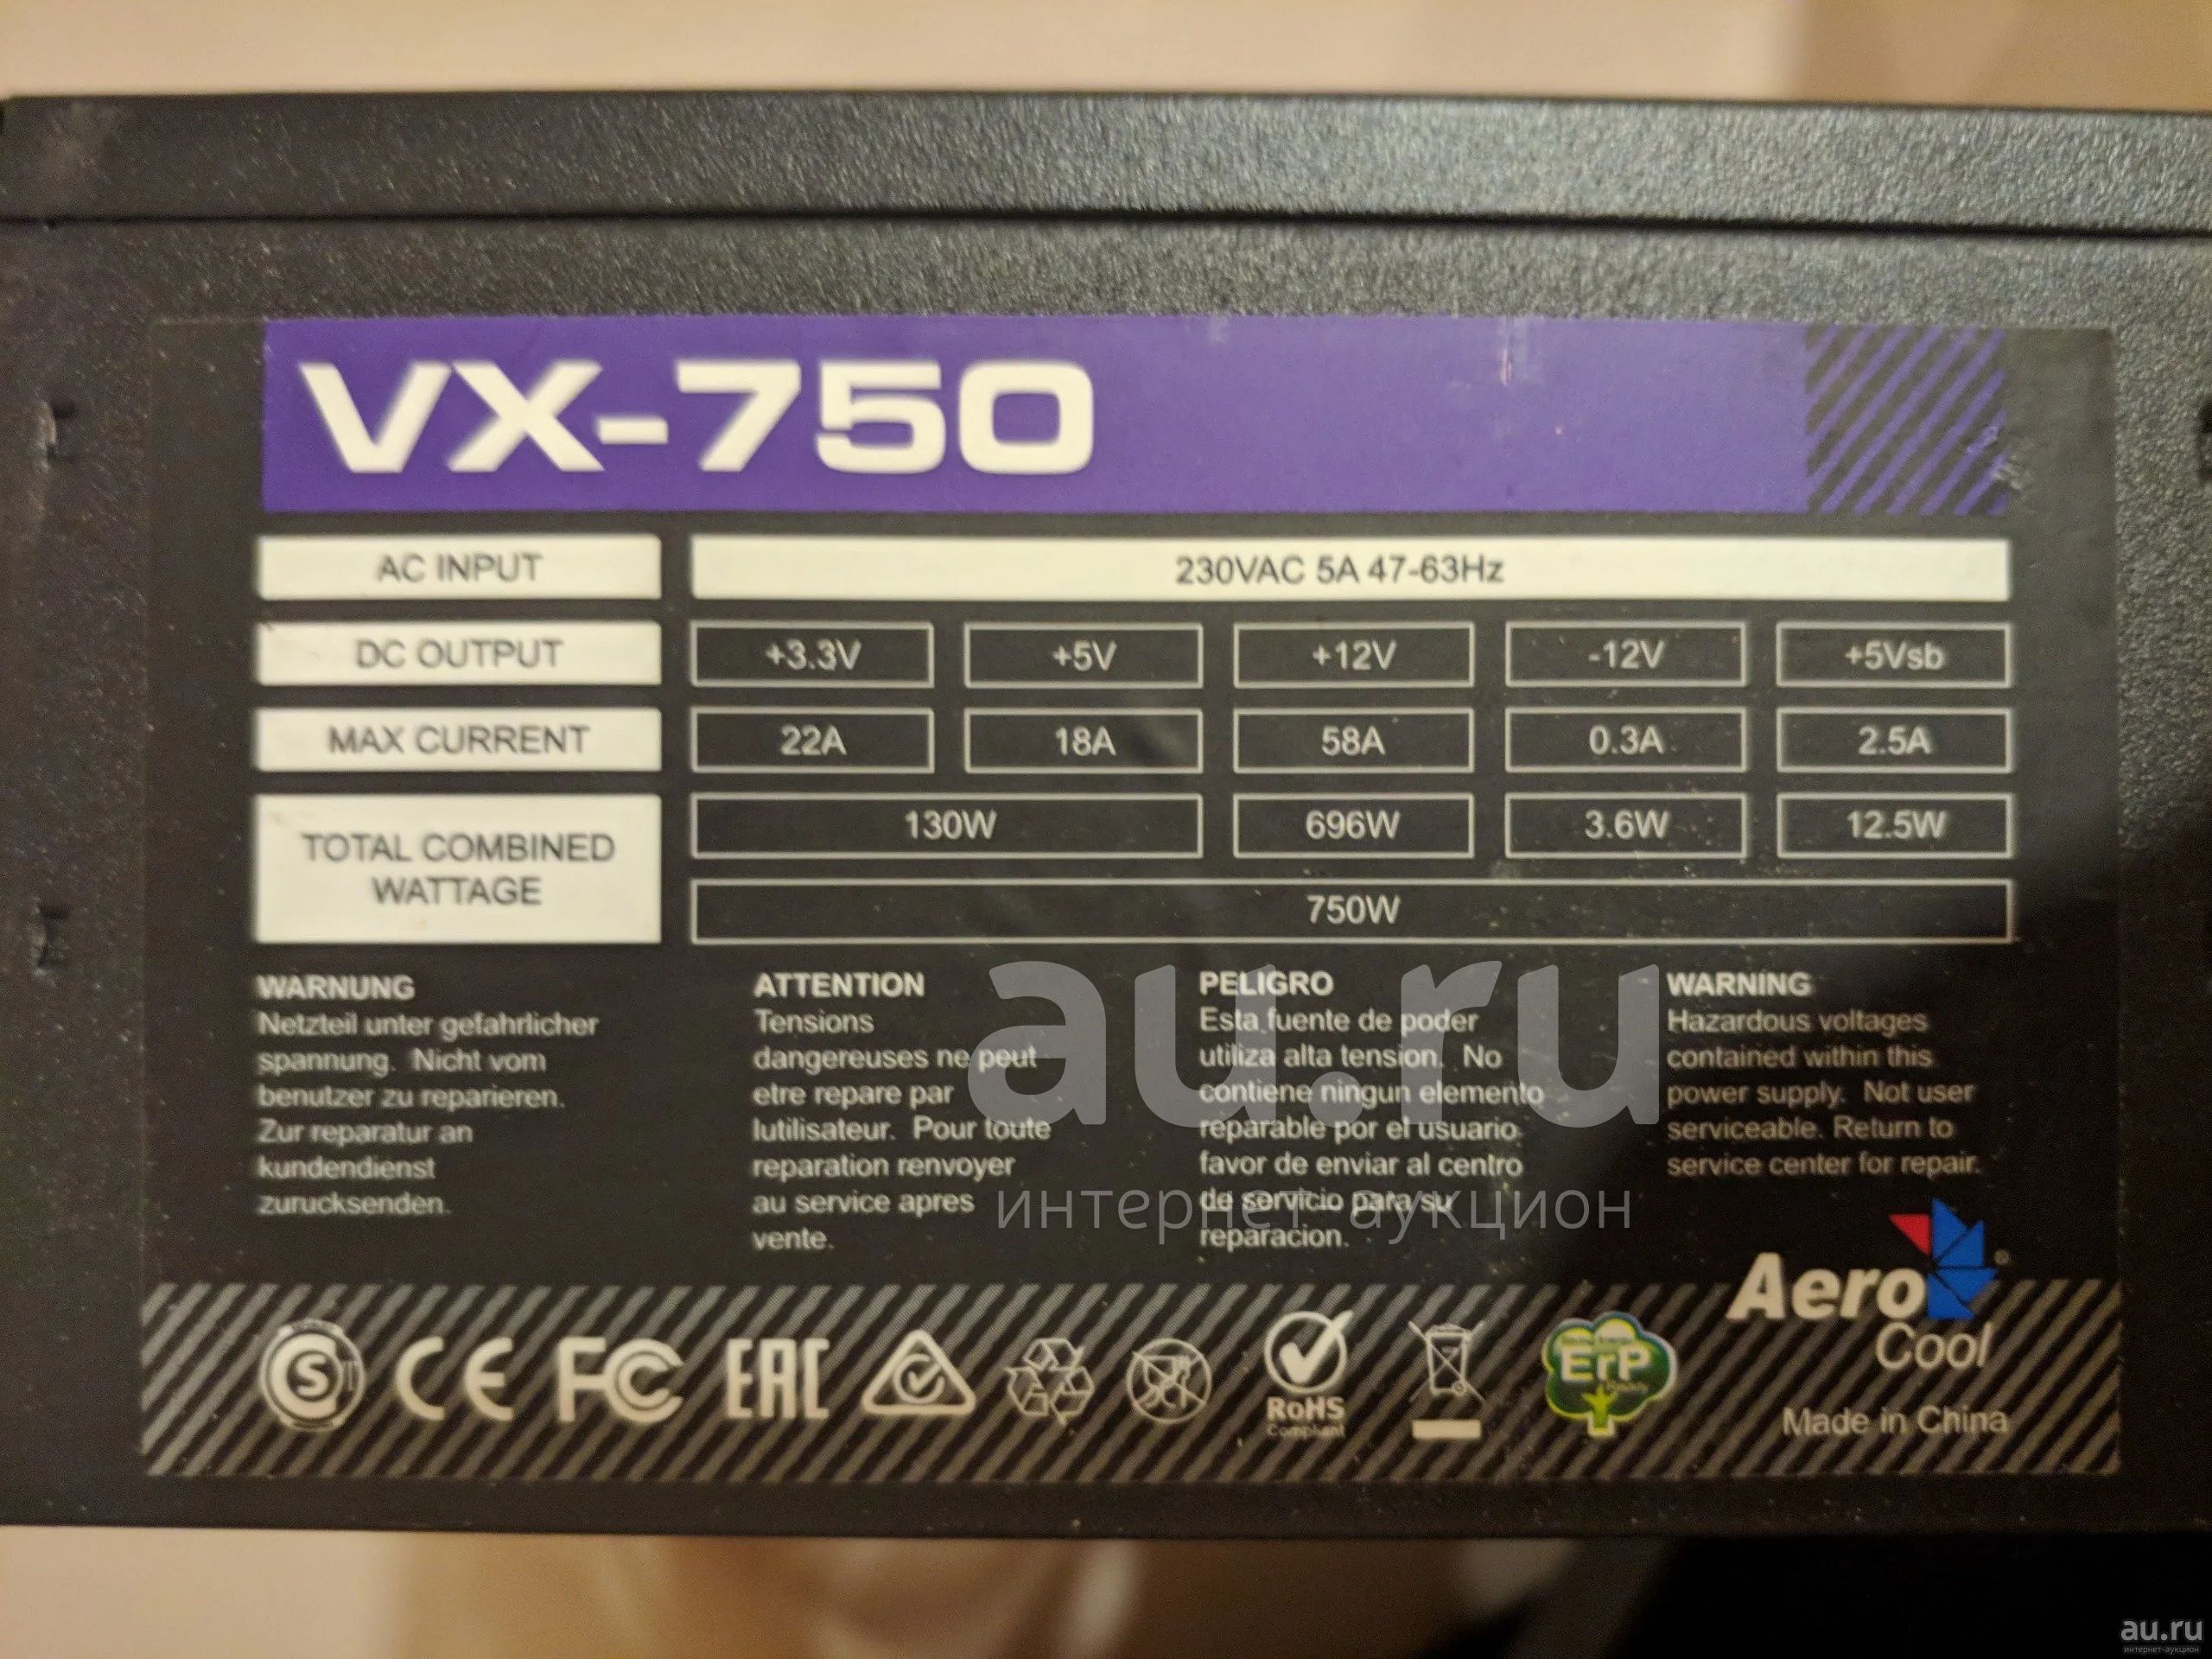 VX-750
AC INPUT 230VAC 5A 47-63Hz
DC OUTPUT +3.3V +5V +12V -12V +5Vsb
MAX CURRENT 22A 18A 58A 0.3A 2.5A
TOTAL COMBINED WATTAGE 130W 696W 3.6W 12.5W
750W
WARNUNG
Netzteil unter gefahrlicher
spannung. Nicht vom
benutzer zu reparieren.
Zur reparatur an
kundendienst
zurucksenden.
ATTENTION
Tensions
dangereuses ne peut
etre repare par
lutilisateur. Pour toute
reparation renvoyer
au service apres
vente.
PELIGRO
Esta fuente de poder
utiliza alta tension. No
contiene ningun elemento
reparable por el usuario
favor de enviar al centro
de servicio para su
reparacion.
WARNING
Hazardous voltages
contained within this
power supply. Not user
serviceable. Return to
service center for repair.
au.ru
интернет-аукцион
Aero
Cool
®
Made in China
S
CE
FC
EAC
RoHS
Compliant
ErP
au.ru
интернет-аукцион